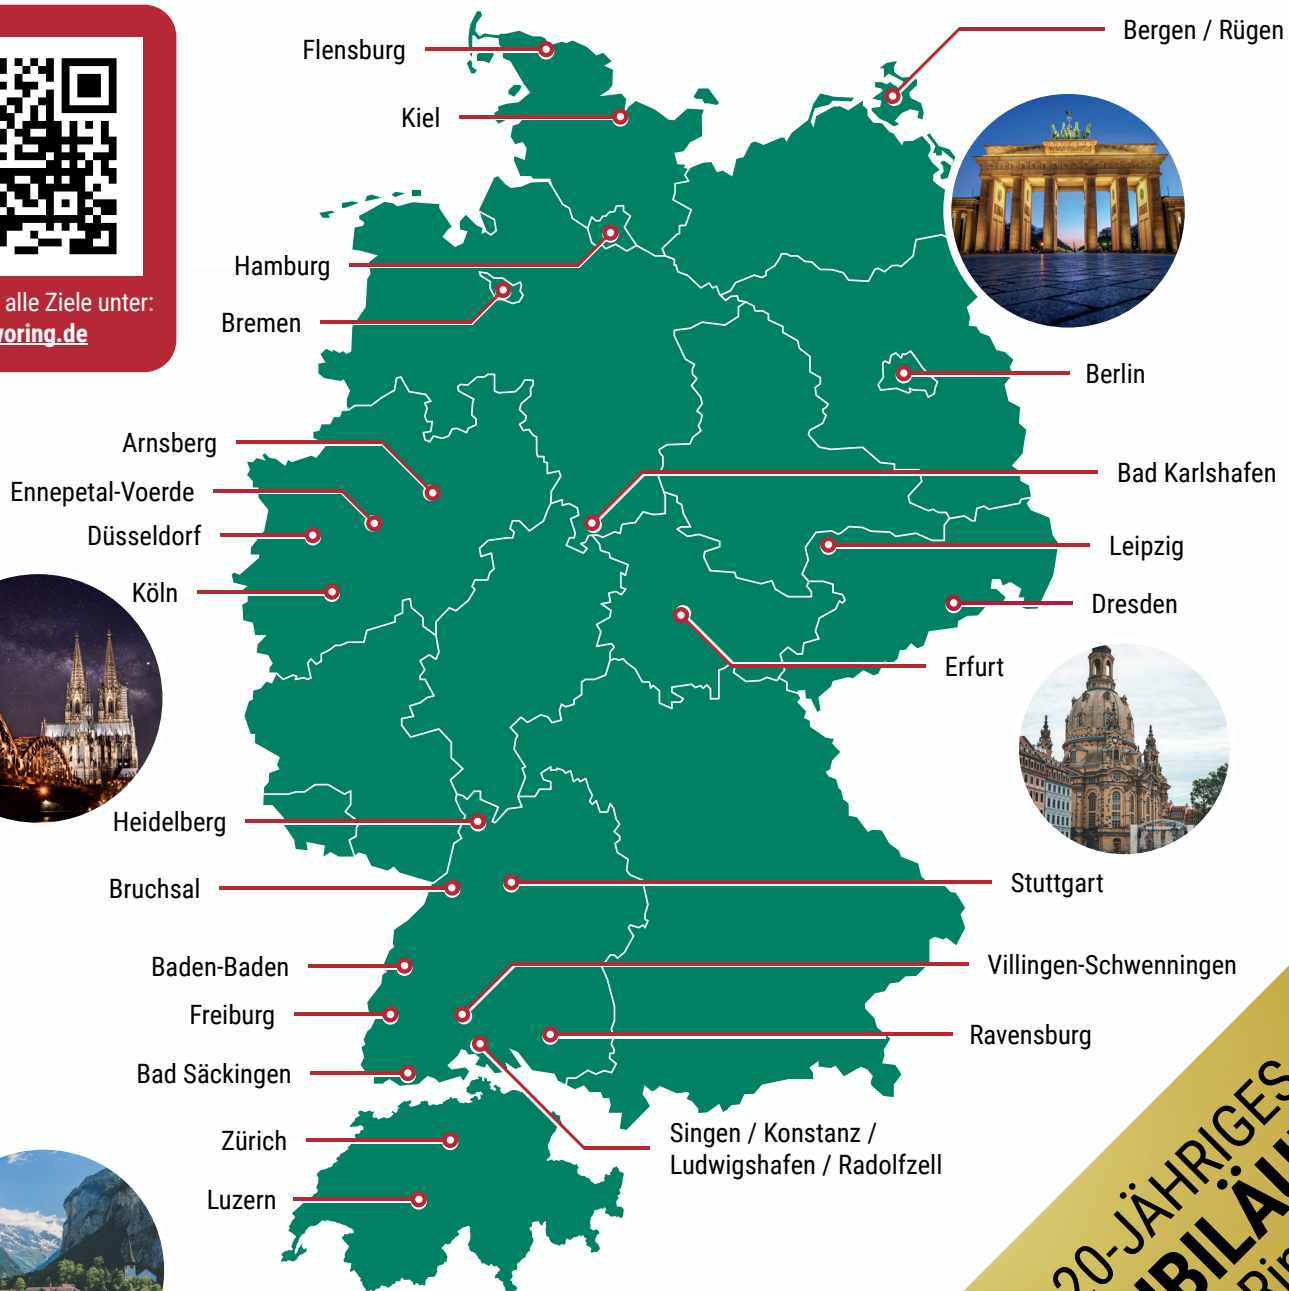 alle Ziele unter:
woring.de
Flensburg
Kiel
Bergen / Rügen
Hamburg
Bremen
Berlin
Arnsberg
Ennepetal-Voerde
Düsseldorf
Köln
Bad Karlshafen
Leipzig
Dresden
Erfurt
Heidelberg
Bruchsal
Stuttgart
Baden-Baden
Freiburg
Bad Säckingen
Villingen-Schwenningen
Ravensburg
Zürich
Luzern
Singen / Konstanz /
Ludwigshafen / Radolfzell
20-JÄHRIGES